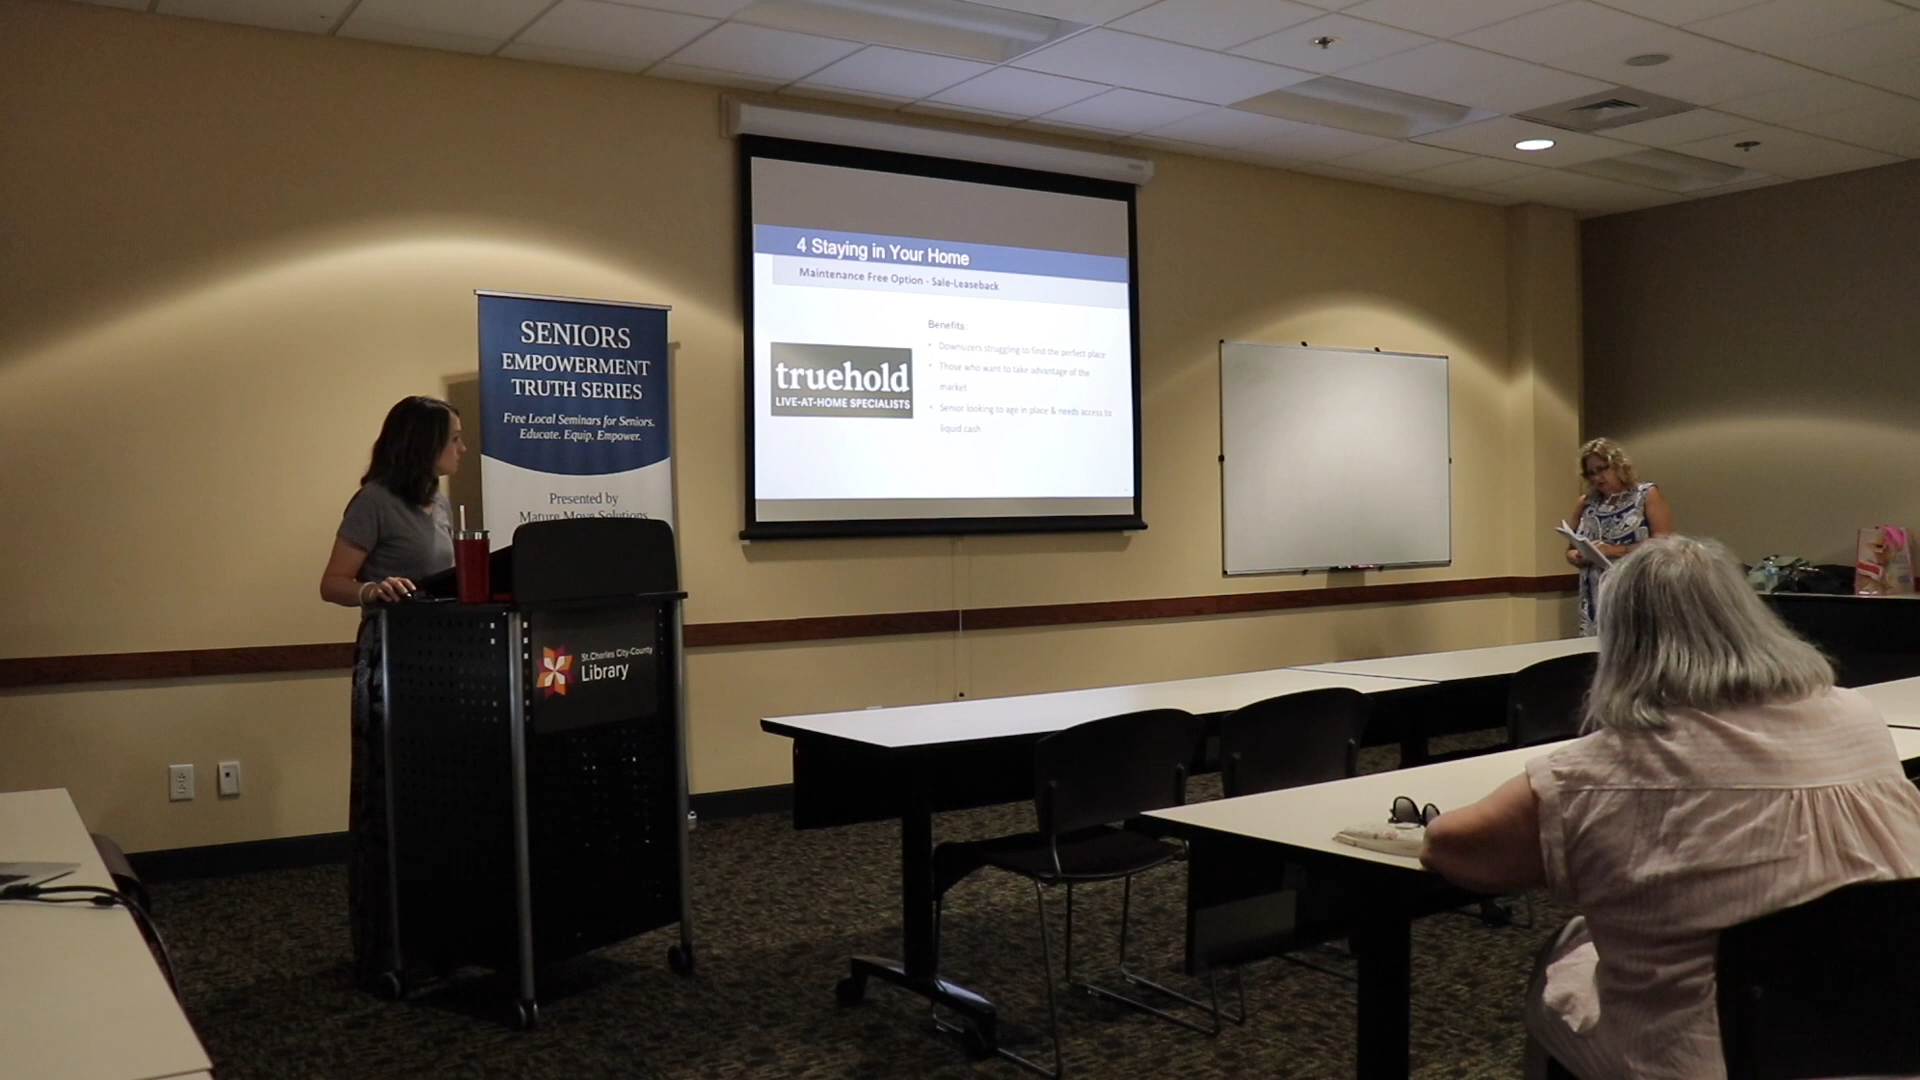 SENIORS
EMPOWERMENT
TRUTH SERIES
Free Local Seminars for Seniors.
Educate. Equip. Empower.
Presented by
Mature Move Solutions
4 Staying in Your Home
Maintenance Free Option - Sale-Leaseback
truehold
LIVE-AT-HOME SPECIALISTS
Benefits:
• Downsizers struggling to find the perfect place
• Those who want to take advantage of the
market
• Senior looking to age in place & needs access to
liquid cash
St. Charles City-County
Library